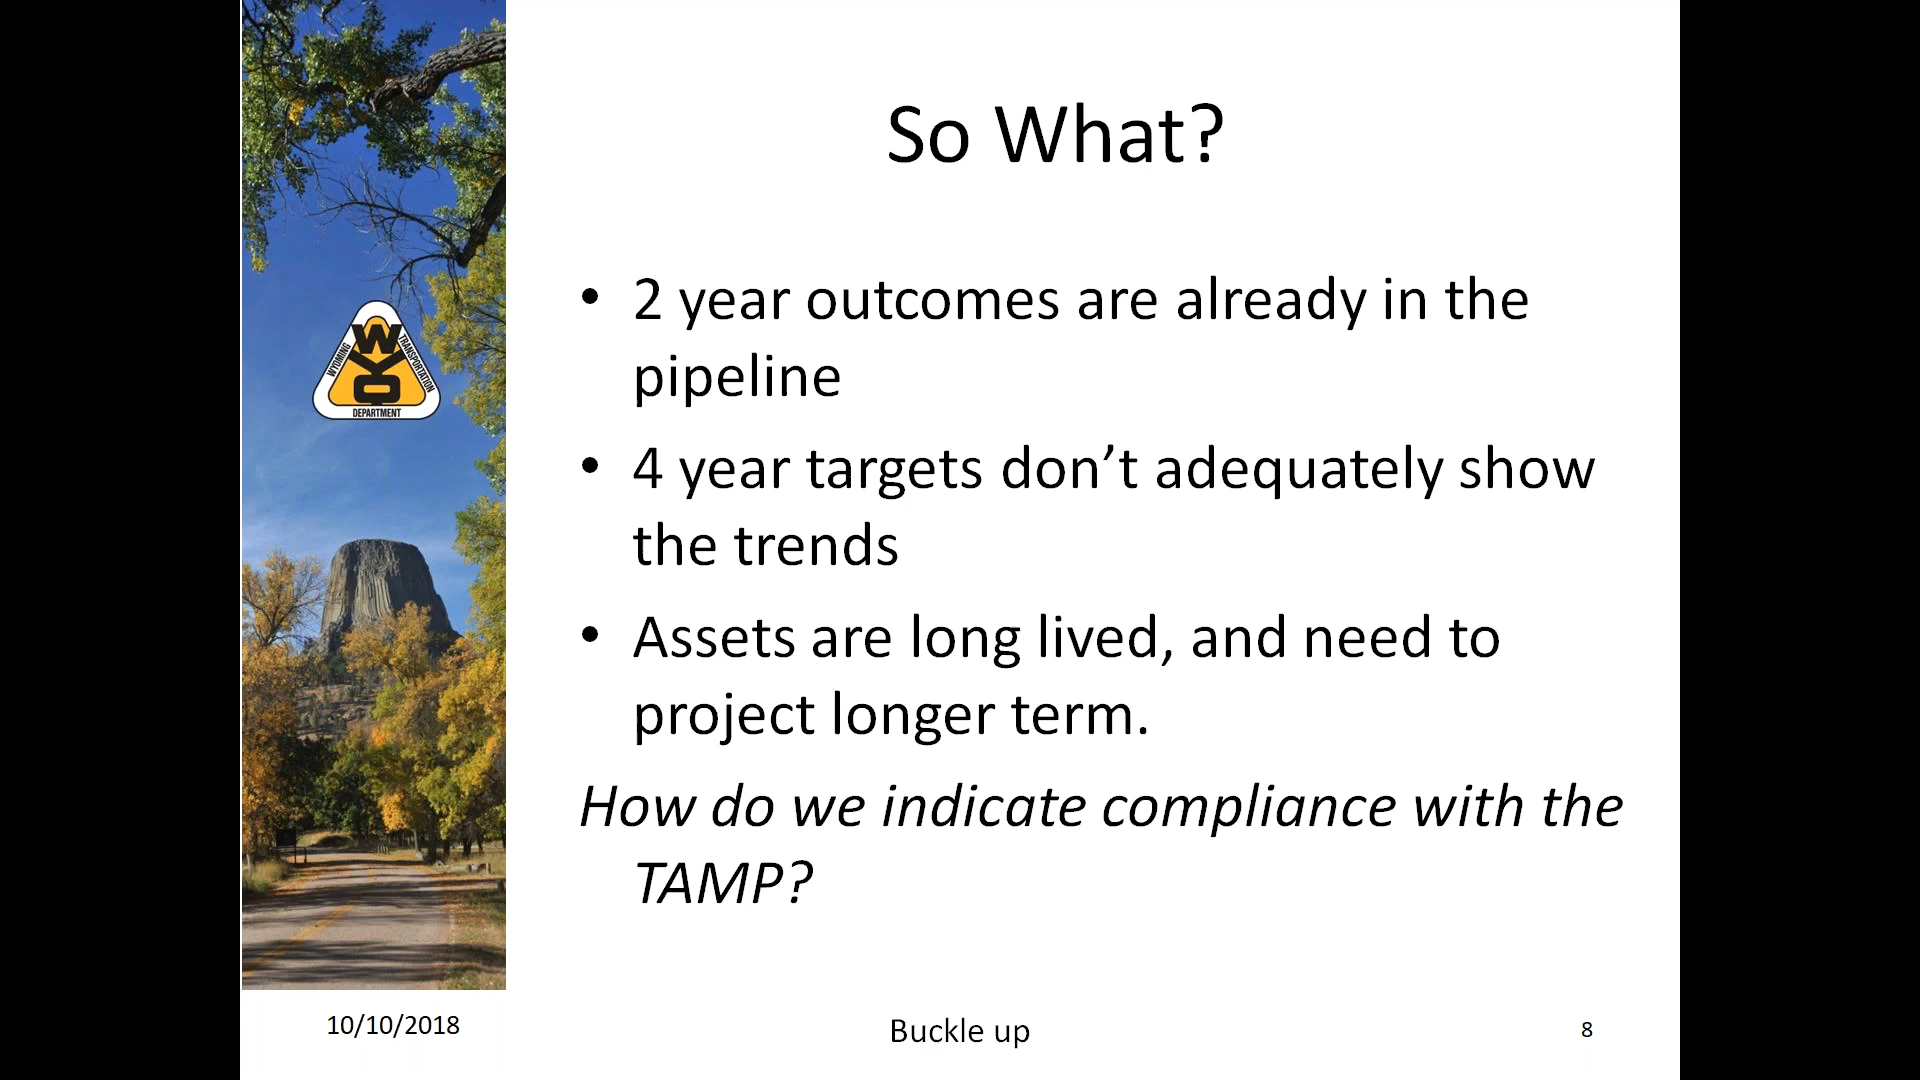 So What?
• 2 year outcomes are already in the
pipeline
• 4 year targets don’t adequately show
the trends
• Assets are long lived, and need to
project longer term.
How do we indicate compliance with the
TAMP?
WYO
WYOMING
TRANSPORTATION
DEPARTMENT
10/10/2018
Buckle up
8